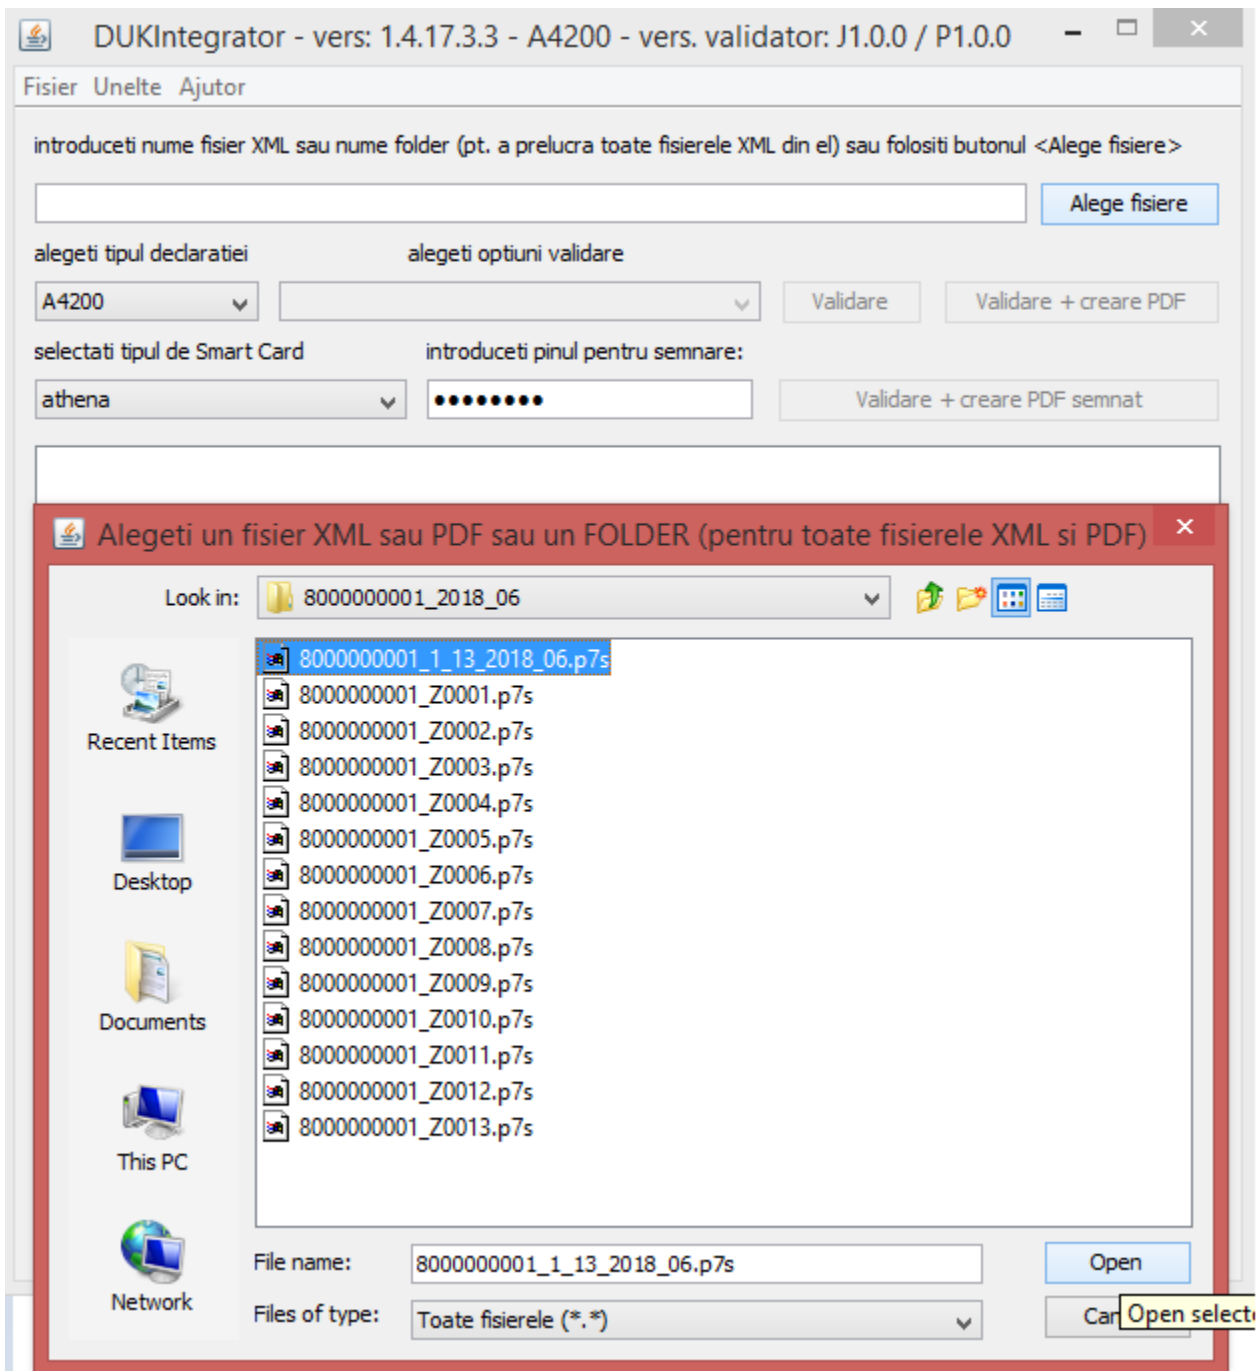 DUKIntegrator - vers: 1.4.17.3.3 - A4200 - vers. validator: J1.0.0 / P1.0.0
Fisier Unelte Ajutor
introduceti nume fisier XML sau nume folder (pt. a prelucra toate fisierele XML din el) sau folositi butonul <Alege fisiere>
Alege fisiere
alegeti tipul declaratiei alegeti optiuni validare
A4200 Validare Validare + creare PDF
selectati tipul de Smart Card introduceti pinul pentru semnare:
athena •••••••• Validare + creare PDF semnat
Alegeti un fisier XML sau PDF sau un FOLDER (pentru toate fisierele XML si PDF)
Look in: 8000000001_2018_06
8000000001_1_13_2018_06.p7s
8000000001_Z0001.p7s
8000000001_Z0002.p7s
8000000001_Z0003.p7s
8000000001_Z0004.p7s
8000000001_Z0005.p7s
8000000001_Z0006.p7s
8000000001_Z0007.p7s
8000000001_Z0008.p7s
8000000001_Z0009.p7s
8000000001_Z0010.p7s
8000000001_Z0011.p7s
8000000001_Z0012.p7s
8000000001_Z0013.p7s
Recent Items
Desktop
Documents
This PC
Network
File name: 8000000001_1_13_2018_06.p7s Open
Files of type: Toate fisierele (*.*) Can Open select